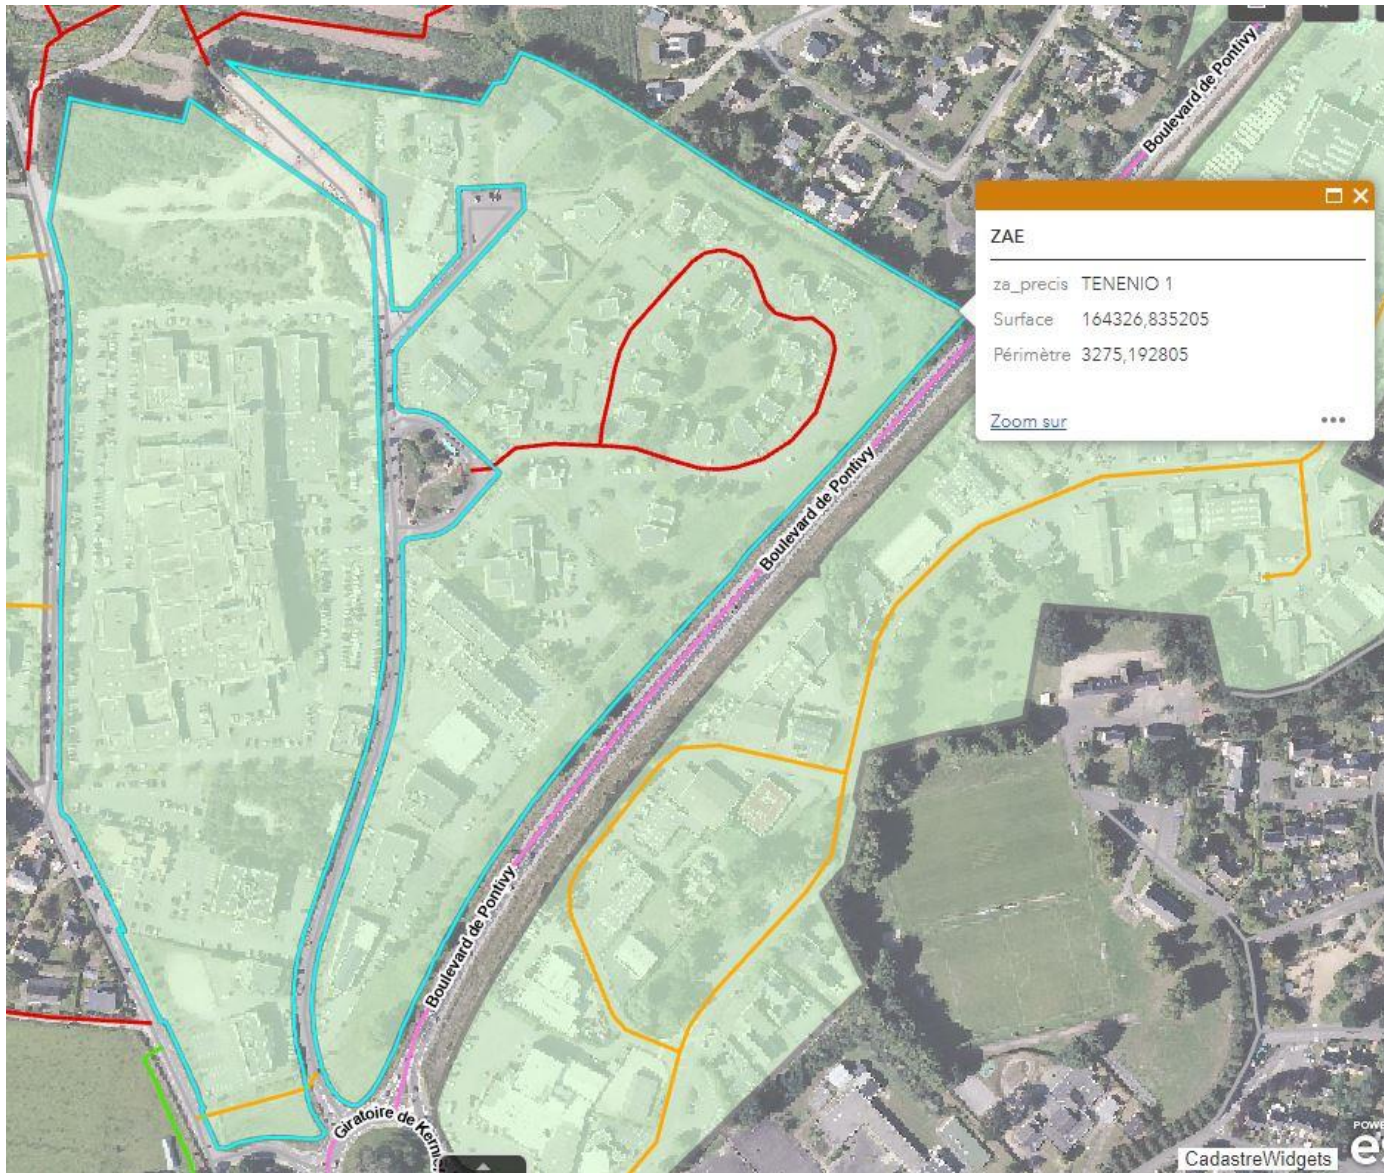 Boulevard de Pontivy
ZAE
za_precis TENENIO 1
Surface 164326,835205
Périmètre 3275,192805
Zoom sur
Boulevard de Pontivy
Boulevard de Pontivy
Giratoire de
CadastreWidgets